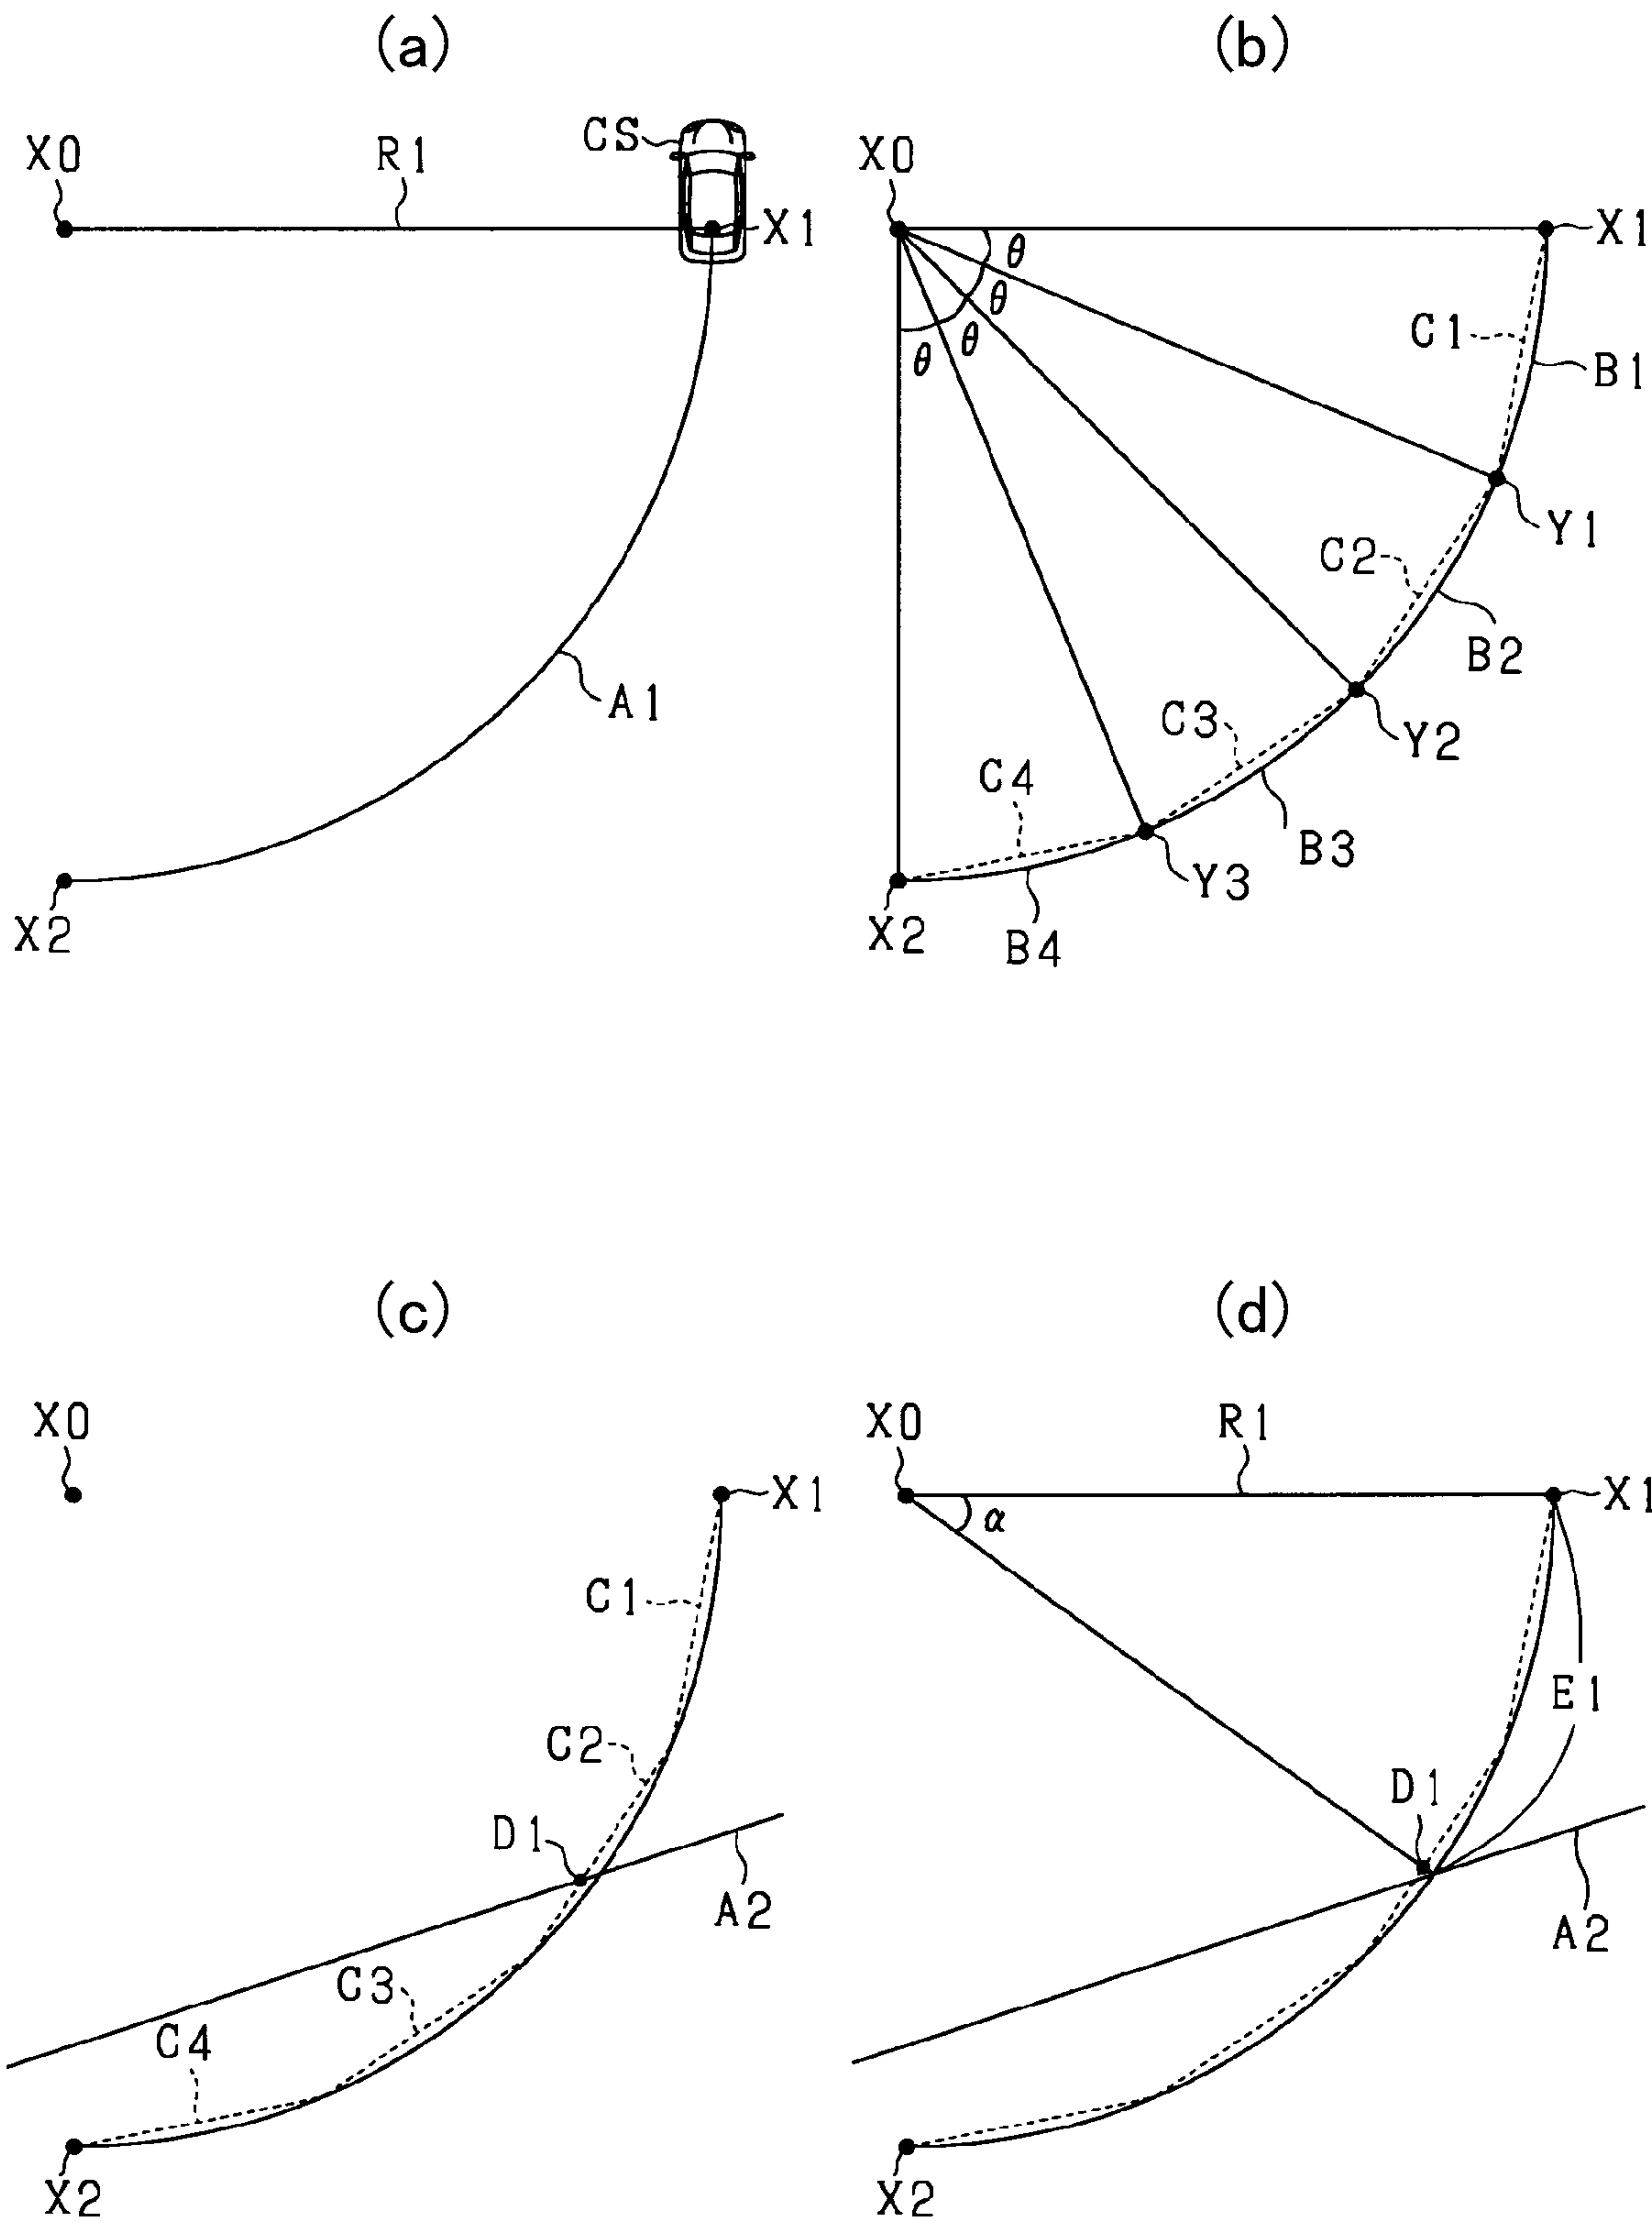 (a)
CS
X0
R1
X1
A1
X2
(b)
X0
X1
θ
θ
θ
θ
C1
B1
Y1
C2
B2
C3
Y2
C4
B3
Y3
X2
B4
(c)
X0
X1
C1
C2
D1
A2
C3
C4
X2
(d)
X0
R1
X1
α
E1
D1
A2
X2